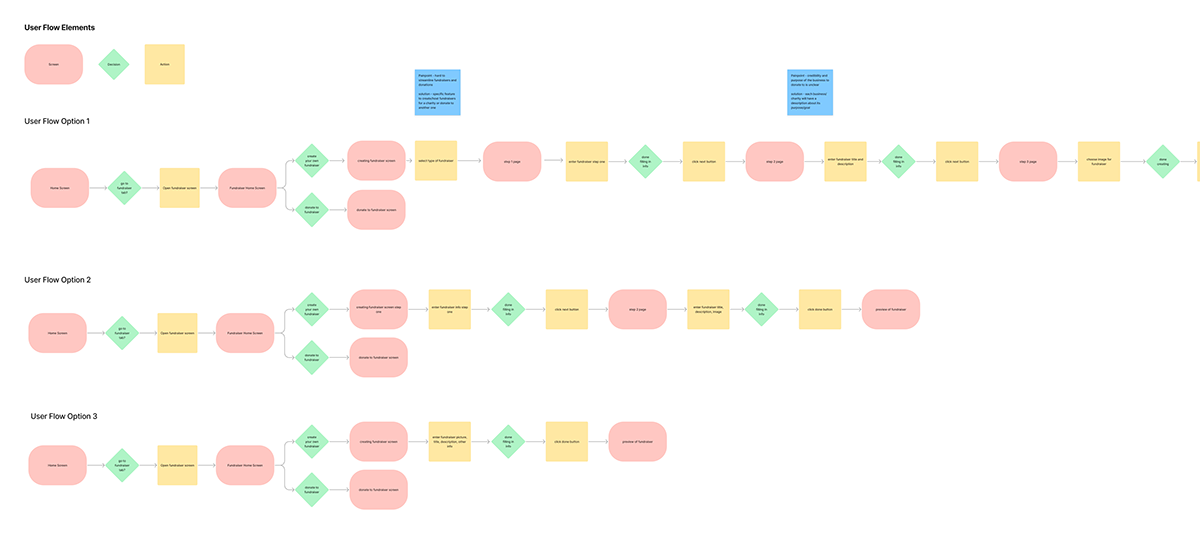 User Flow Elements
Screen
Decision
Action
Painpoint - hard to
streamline fundraisers and
donations
solution - specific feature
to create/host fundraisers
for a charity or donate to
another one
Painpoint - credibility and
purpose of the business to
donate to is unclear
solution - each business/
charity will have a
descriptive about its
purpose/goal
User Flow Option 1
Home Screen
go to
fundraiser
tab?
Open fundraiser screen
Fundraiser Home Screen
create
your own
fundraiser
creating fundraiser screen
select type of fundraiser
step 1 page
enter fundraiser step one
done
filling in
info
click next button
step 2 page
enter fundraiser title and
description
done
filling in
info
click next button
step 3 page
choose image for
fundraiser
done
creating
donate to
fundraiser
donate to fundraiser screen
User Flow Option 2
Home Screen
go to
fundraiser
tab?
Open fundraiser screen
Fundraiser Home Screen
create
your own
fundraiser
creating fundraiser screen step
one
enter fundraiser info step
one
done
filling in
info
click next button
step 2 page
enter fundraiser title,
description, image
done
filling in
info
click done button
preview of fundraiser
donate to
fundraiser
donate to fundraiser screen
User Flow Option 3
Home Screen
go to
fundraiser
tab?
Open fundraiser screen
Fundraiser Home Screen
create
your own
fundraiser
creating fundraiser screen
enter fundraiser picture,
title, description, other
info
done
filling in
info
click done button
preview of fundraiser
donate to
fundraiser
donate to fundraiser screen